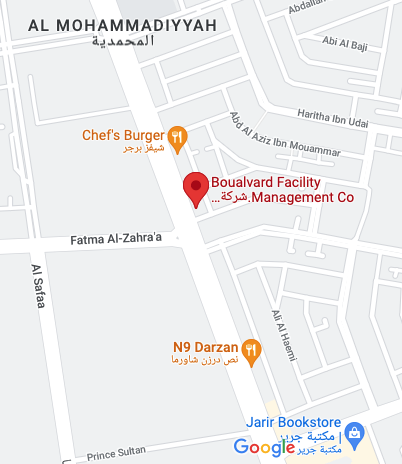 Abdallah
AL MOHAMMADIYYAH
المحمدية
Abi Al Baji
Haritha Ibn Udai
Abd Al Aziz Ibn Mouammar
Chef's Burger
شيفز برجر
Boualvard Facility
Management Co.شركة...
Fatma Al-Zahra'a
Al Safaa
Ali Al Haemi
N9 Darzan
نص درزن شاورما
Jarir Bookstore
| مكتبة جرير
مكتبة جرير
Google
Prince Sultan